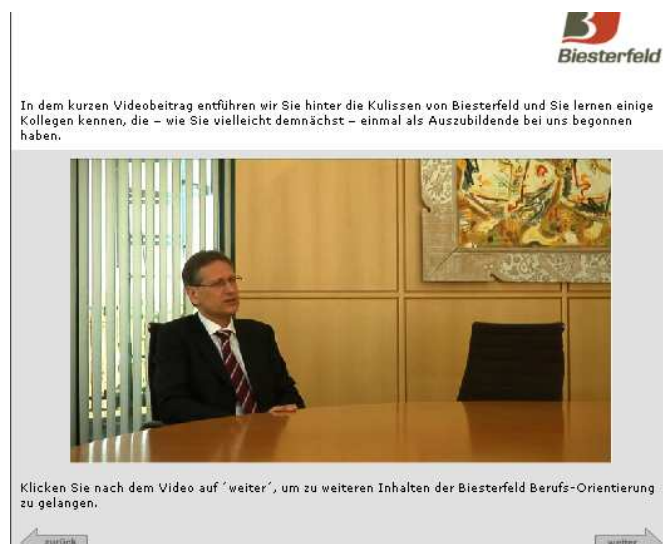 Biesterfeld
In dem kurzen Videobeitrag entführen wir Sie hinter die Kulissen von Biesterfeld und Sie lernen einige
Kollegen kennen, die – wie Sie vielleicht demnächst – einmal als Auszubildende bei uns begonnen
haben.
Klicken Sie nach dem Video auf ´weiter´, um zu weiteren Inhalten der Biesterfeld Berufs-Orientierung
zu gelangen.
zurück
weiter